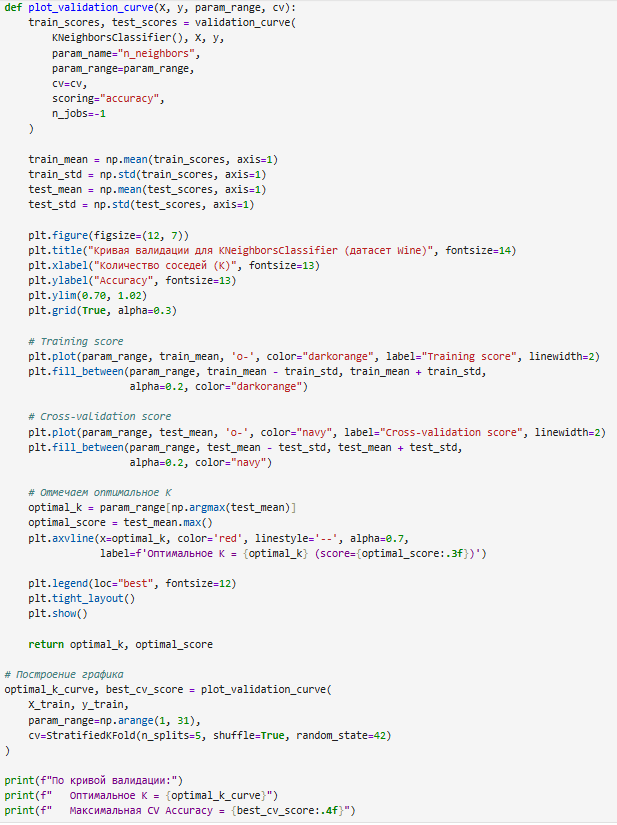 def plot_validation_curve(X, y, param_range, cv):
    train_scores, test_scores = validation_curve(
        KNeighborsClassifier(), X, y,
        param_name="n_neighbors",
        param_range=param_range,
        cv=cv,
        scoring="accuracy",
        n_jobs=-1
    )

    train_mean = np.mean(train_scores, axis=1)
    train_std = np.std(train_scores, axis=1)
    test_mean = np.mean(test_scores, axis=1)
    test_std = np.std(test_scores, axis=1)

    plt.figure(figsize=(12, 7))
    plt.title("Кривая валидации для KNeighborsClassifier (датасет Wine)", fontsize=14)
    plt.xlabel("Количество соседей (K)", fontsize=13)
    plt.ylabel("Accuracy", fontsize=13)
    plt.ylim(0.70, 1.02)
    plt.grid(True, alpha=0.3)

    # Training score
    plt.plot(param_range, train_mean, 'o-', color="darkorange", label="Training score", linewidth=2)
    plt.fill_between(param_range, train_mean - train_std, train_mean + train_std,
                     alpha=0.2, color="darkorange")

    # Cross-validation score
    plt.plot(param_range, test_mean, 'o-', color="navy", label="Cross-validation score", linewidth=2)
    plt.fill_between(param_range, test_mean - test_std, test_mean + test_std,
                     alpha=0.2, color="navy")

    # Отмечаем оптимальное K
    optimal_k = param_range[np.argmax(test_mean)]
    optimal_score = test_mean.max()
    plt.axvline(x=optimal_k, color='red', linestyle='--', alpha=0.7,
                label=f'Оптимальное K = {optimal_k} (score={optimal_score:.3f})')

    plt.legend(loc="best", fontsize=12)
    plt.tight_layout()
    plt.show()

    return optimal_k, optimal_score

# Построение графика
optimal_k_curve, best_cv_score = plot_validation_curve(
    X_train, y_train,
    param_range=np.arange(1, 31),
    cv=StratifiedKFold(n_splits=5, shuffle=True, random_state=42)
)

print(f"По кривой валидации:")
print(f"   Оптимальное K = {optimal_k_curve}")
print(f"   Максимальная CV Accuracy = {best_cv_score:.4f}")